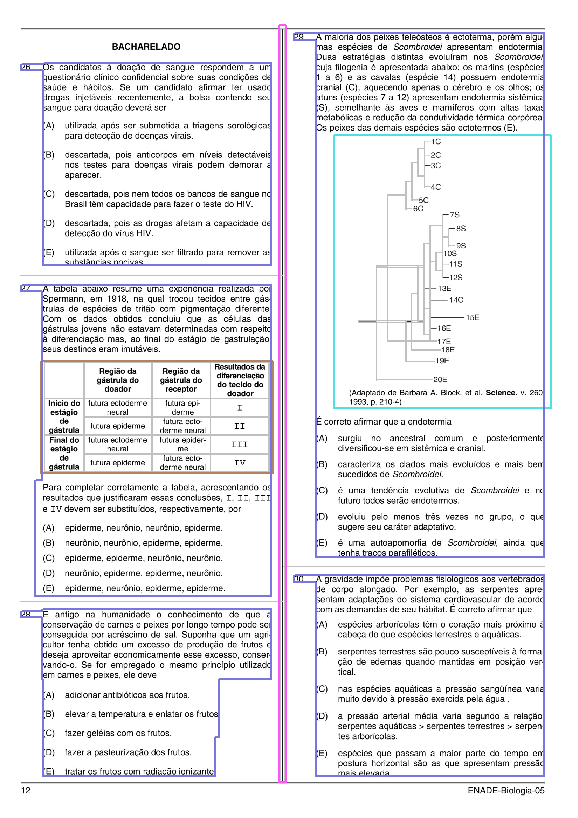 BACHARELADO
26. Os candidatos à doação de sangue respondem a um
questionário clínico confidencial sobre suas condições de
saúde e hábitos. Se um candidato afirmar ter usado
drogas injetáveis recentemente, a bolsa contendo seu
sangue para doação deverá ser
(A) utilizada após ser submetida a triagens sorológicas
para detecção de doenças virais.
(B) descartada, pois anticorpos em níveis detectáveis
nos testes para doenças virais podem demorar a
aparecer.
(C) descartada, pois nem todos os bancos de sangue no
Brasil têm capacidade para fazer o teste do HIV.
(D) descartada, pois as drogas afetam a capacidade de
detecção do vírus HIV.
(E) utilizada após o sangue ser filtrado para remover as
substâncias nocivas.
27. A tabela abaixo resume uma experiência realizada por
Spermann, em 1918, na qual trocou tecidos entre gás-
trulas de espécies de tritão com pigmentação diferente.
Com os dados obtidos concluiu que as células das
gástrulas jovens não estavam determinadas com respeito
à diferenciação mas, ao final do estágio de gastrulação,
seus destinos eram imutáveis.
Região da gástrula do doador
Região da gástrula do receptor
Resultados da diferenciação do tecido do doador
Início do estágio de gástrula
futura ectoderme neural
futura epi-derme
I
futura epiderme
futura ecto-derme neural
II
Final do estágio de gástrula
futura ectoderme neural
futura epider-me
III
futura epiderme
futura ecto-derme neural
IV
Para completar corretamente a tabela, acrescentando os
resultados que justificaram essas conclusões, I, II, III
e IV devem ser substituídos, respectivamente, por
(A) epiderme, neurônio, neurônio, epiderme.
(B) neurônio, neurônio, epiderme, epiderme.
(C) epiderme, epiderme, neurônio, neurônio.
(D) neurônio, epiderme, epiderme, neurônio.
(E) epiderme, neurônio, epiderme, neurônio.
28. É antigo na humanidade o conhecimento de que a
conservação de carnes e peixes por longo tempo pode ser
conseguida por acréscimo de sal. Suponha que um agri-
cultor tenha obtido um excesso de produção de frutos e
deseja aproveitar economicamente esse excesso, conser-
vando-o. Se for empregado o mesmo princípio utilizado
em carnes e peixes, ele deve
(A) adicionar antibióticos aos frutos.
(B) elevar a temperatura e enlatar os frutos.
(C) fazer geléias com os frutos.
(D) fazer a pasteurização dos frutos.
(E) tratar os frutos com radiação ionizante.
29. A maioria dos peixes teleósteos é ectoterma, porém algu-
mas espécies de Scombroidei apresentam endotermia.
Duas estratégias distintas evoluíram nos Scombroidei
cuja filogenia é apresentada abaixo: os marlins (espécies
1 a 6) e as cavalas (espécie 14) possuem endotermia
cranial (C), aquecendo apenas o cérebro e os olhos; os
atuns (espécies 7 a 12) apresentam endotermia sistêmica
(S), semelhante às aves e mamíferos com altas taxas
metabólicas e redução da condutividade térmica corpórea.
Os peixes das demais espécies são ectotermos (E).
1C
2C
3C
4C
5C
6C
7S
8S
9S
10S
11S
12S
13E
14C
15E
16E
17E
18E
19E
20E
(Adaptado de Barbara A. Block, et al. Science. v. 260,
1993, p. 210-4)
É correto afirmar que a endotermia
(A) surgiu no ancestral comum e posteriormente
diversificou-se em sistêmica e cranial.
(B) caracteriza os clados mais evoluídos e mais bem
sucedidos de Scombroidei.
(C) é uma tendência evolutiva de Scombroidei e no
futuro todos serão endotermos.
(D) evoluiu pelo menos três vezes no grupo, o que
sugere seu caráter adaptativo.
(E) é uma autapomorfia de Scombroidei, ainda que
tenha traços parafiléticos.
30. A gravidade impõe problemas fisiológicos aos vertebrados
de corpo alongado. Por exemplo, as serpentes apre-
sentam adaptações do sistema cardiovascular de acordo
com as demandas de seu hábitat. É correto afirmar que
(A) espécies arborícolas têm o coração mais próximo à
cabeça do que espécies terrestres e aquáticas.
(B) serpentes terrestres são pouco susceptíveis à forma-
ção de edemas quando mantidas em posição ver-
tical.
(C) nas espécies aquáticas a pressão sangüínea varia
muito devido à pressão exercida pela água .
(D) a pressão arterial média varia segundo a relação:
serpentes aquáticas > serpentes terrestres > serpen-
tes arborícolas.
(E) espécies que passam a maior parte do tempo em
postura horizontal são as que apresentam pressão
mais elevada.
12
ENADE-Biologia-05